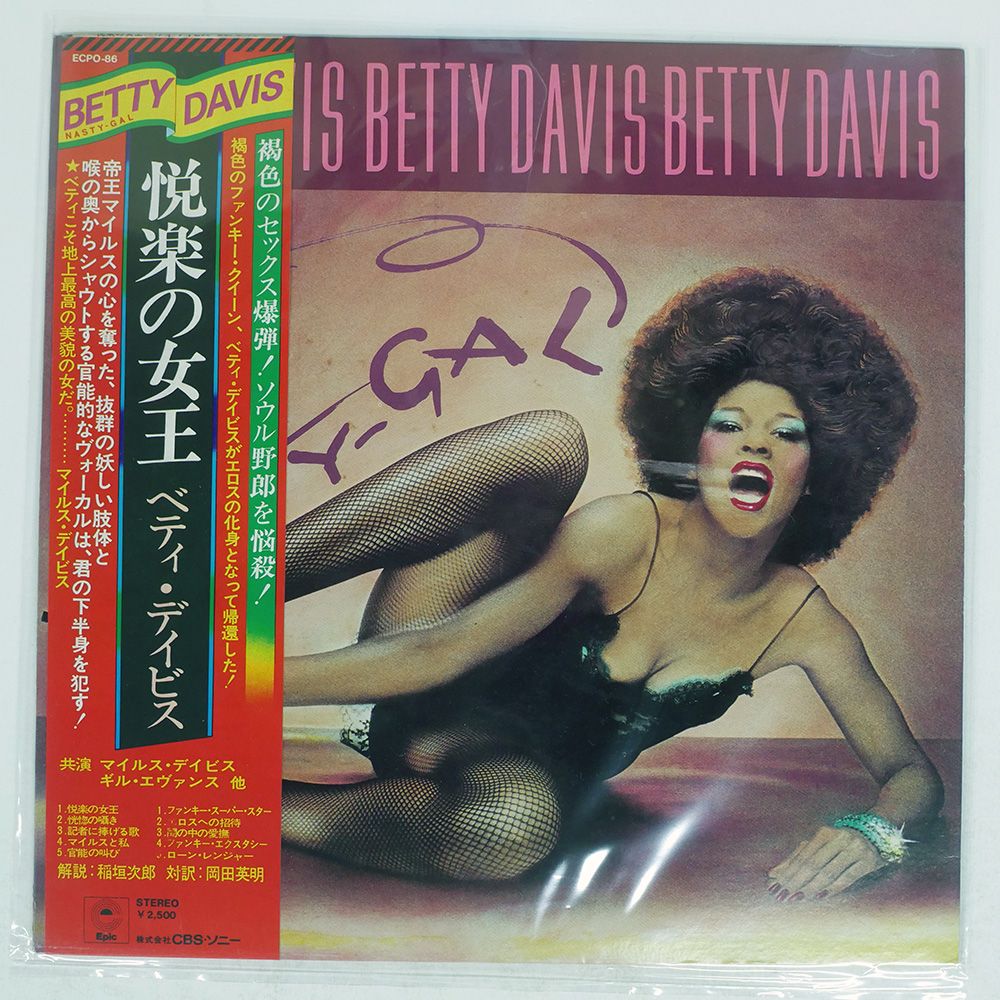 ECPO-86
BETTY DAVIS
NASTY-GAL
褐色のセックス爆弾！ソウル野郎を悩殺！
褐色のファンキー・クイーン、ベティ・デイビスがエロスの化身となって帰還した！
悦楽の女王 ベティ・デイビス
帝王マイルスの心を奪った、抜群の妖しい肢体と
喉の奥からシャウトする官能的なヴォーカルは、君の下半身を犯す！
★ベティこそ地上最高の美貌の女だ。………マイルス・デイビス
共演 マイルス・デイビス
ギル・エヴァンス 他
1.悦楽の女王
2.恍惚の囁き
3.記者に捧げる歌
4.マイルスと私
5.官能の叫び
1.ファンキー・スーパー・スター
2.ロスへの招待
3.闇の中の愛撫
4.ファンキー・エクスタシー
ローン・レンジャー
解説：稲垣次郎 対訳：岡田英明
Epic
STEREO
¥2,500
株式会社CBS・ソニー
IS BETTY DAVIS BETTY DAVIS
Y-GAL